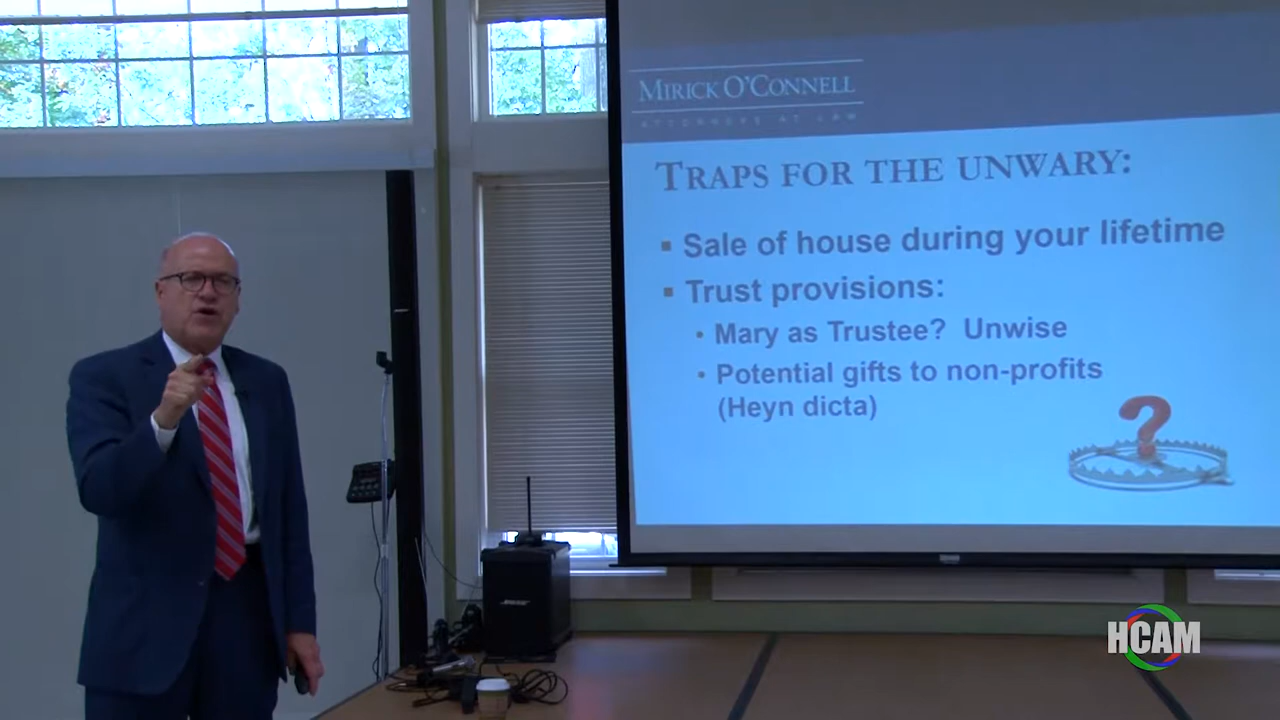 MIRICK O'CONNELL
ATTORNEYS AT LAW
TRAPS FOR THE UNWARY:
▪ Sale of house during your lifetime
▪ Trust provisions:
• Mary as Trustee? Unwise
• Potential gifts to non-profits
(Heyn dicta)
?
BOSE
HCAM